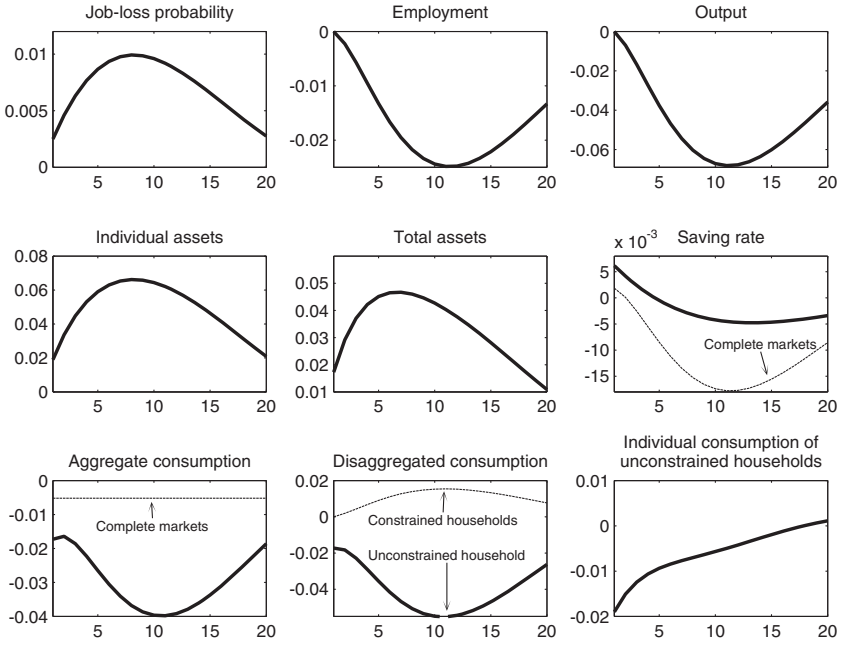 Job-loss probability
Employment
Output
0.01
0.005
0
5 10 15 20
0
-0.01
-0.02
5 10 15 20
0
-0.02
-0.04
-0.06
5 10 15 20
Individual assets
Total assets
x 10-3 Saving rate
0.08
0.06
0.04
0.02
0
5 10 15 20
0.05
0.04
0.03
0.02
0.01
5 10 15 20
5
0
-5
-10
-15
Complete markets
5 10 15 20
Aggregate consumption
Disaggregated consumption
Individual consumption of
unconstrained households
0
-0.01
-0.02
-0.03
-0.04
Complete markets
5 10 15 20
0.02
0
-0.02
-0.04
Constrained households
Unconstrained household
5 10 15 20
0.01
0
-0.01
-0.02
5 10 15 20